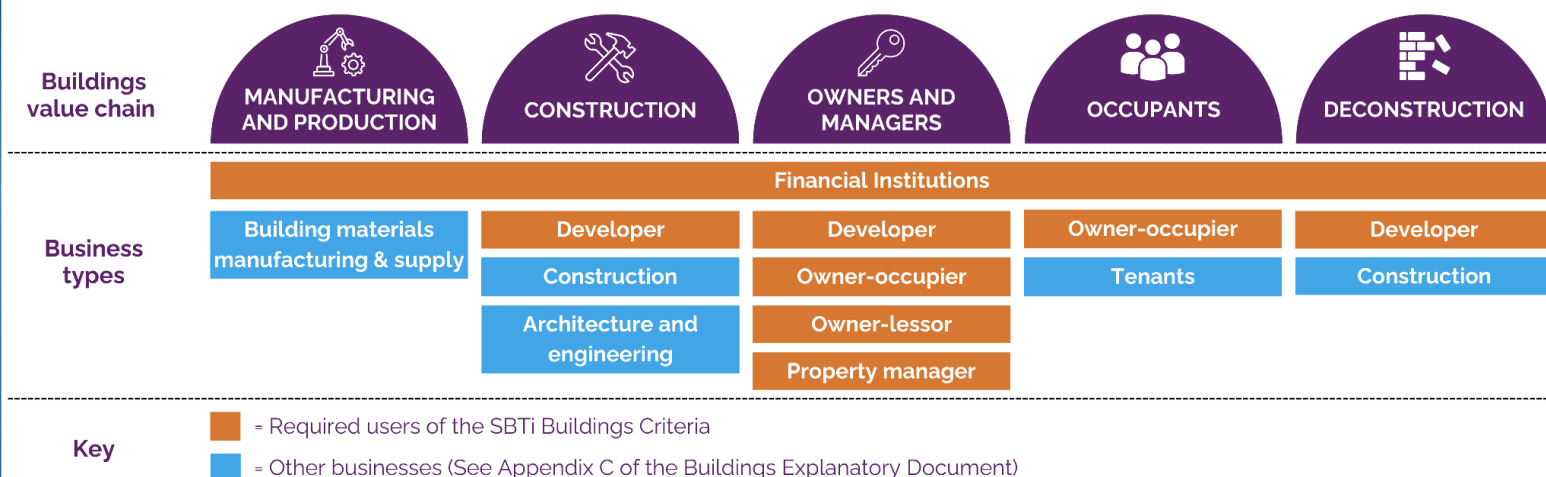 Buildings
value chain
MANUFACTURING
AND PRODUCTION
CONSTRUCTION
OWNERS AND
MANAGERS
OCCUPANTS
DECONSTRUCTION
Business
types
Financial Institutions
Building materials
manufacturing & supply
Developer
Construction
Architecture and
engineering
Developer
Owner-occupier
Owner-lessor
Property manager
Owner-occupier
Tenants
Developer
Construction
Key
= Required users of the SBTi Buildings Criteria
= Other businesses (See Appendix C of the Buildings Explanatory Document)